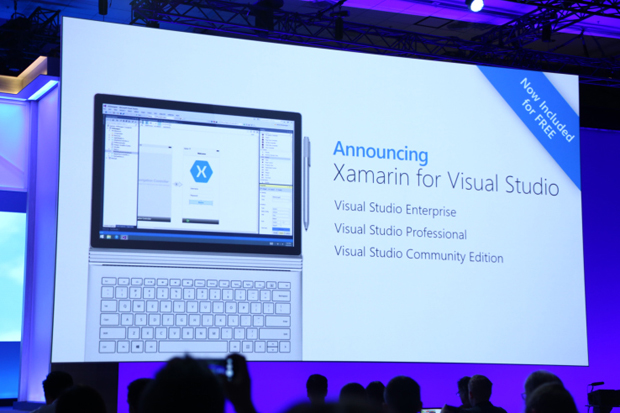 Now Included
for FREE
Announcing
Xamarin for Visual Studio
Visual Studio Enterprise
Visual Studio Professional
Visual Studio Community Edition